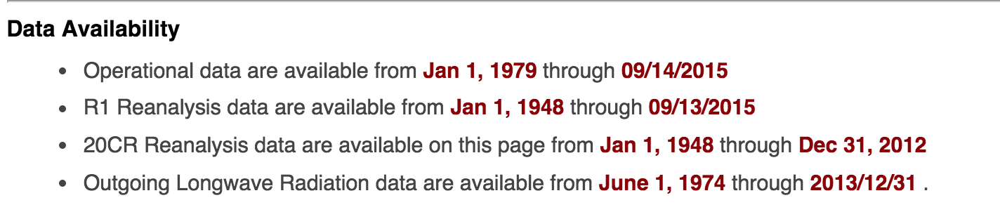 Data Availability
• Operational data are available from Jan 1, 1979 through 09/14/2015
• R1 Reanalysis data are available from Jan 1, 1948 through 09/13/2015
• 20CR Reanalysis data are available on this page from Jan 1, 1948 through Dec 31, 2012
• Outgoing Longwave Radiation data are available from June 1, 1974 through 2013/12/31 .